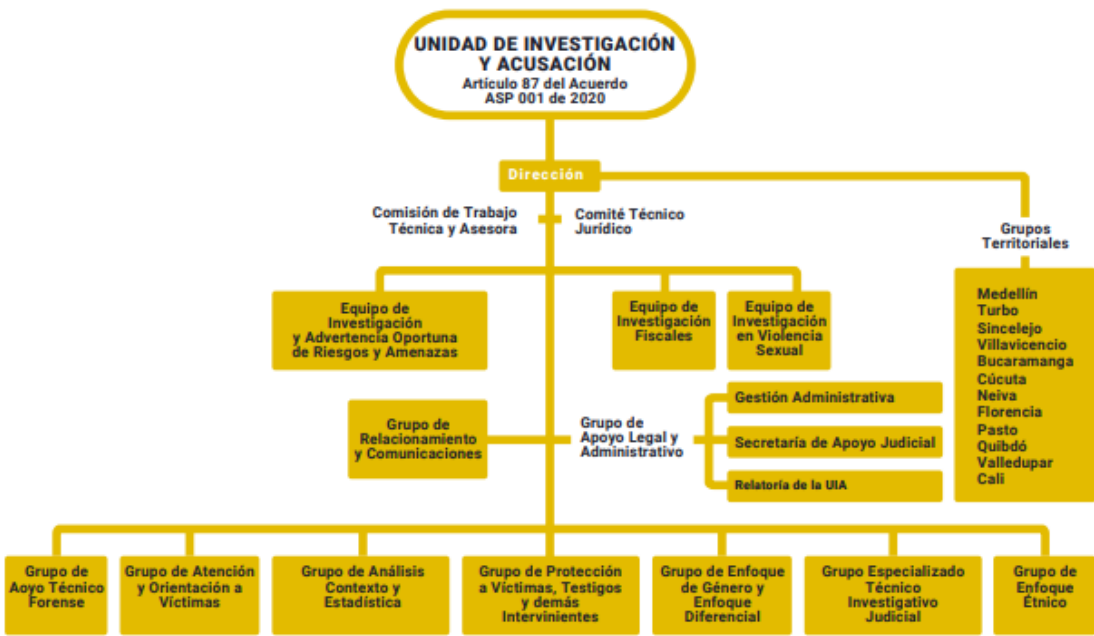 UNIDAD DE INVESTIGACIÓN
Y ACUSACIÓN
Artículo 87 del Acuerdo
ASP 001 de 2020
Dirección
Comisión de Trabajo
Técnica y Asesora
Comité Técnico
Jurídico
Grupos
Territoriales
Medellín
Turbo
Sincelejo
Villavicencio
Bucaramanga
Cúcuta
Neiva
Florencia
Pasto
Quibdó
Valledupar
Cali
Equipo de
Investigación
y Advertencia Oportuna
de Riesgos y Amenazas
Equipo de
Investigación
Fiscales
Equipo de
Investigación
en Violencia
Sexual
Grupo de
Relacionamiento
y Comunicaciones
Grupo de
Apoyo Legal y
Administrativo
Gestión Administrativa
Secretaría de Apoyo Judicial
Relatoría de la UIA
Grupo de
Aoyo Técnico
Forense
Grupo de Atención
y Orientación a
Víctimas
Grupo de Análisis
Contexto y
Estadística
Grupo de Protección
a Víctimas, Testigos
y demás
Intervinientes
Grupo de Enfoque
de Género y
Enfoque
Diferencial
Grupo Especializado
Técnico
Investigativo
Judicial
Grupo de
Enfoque
Étnico